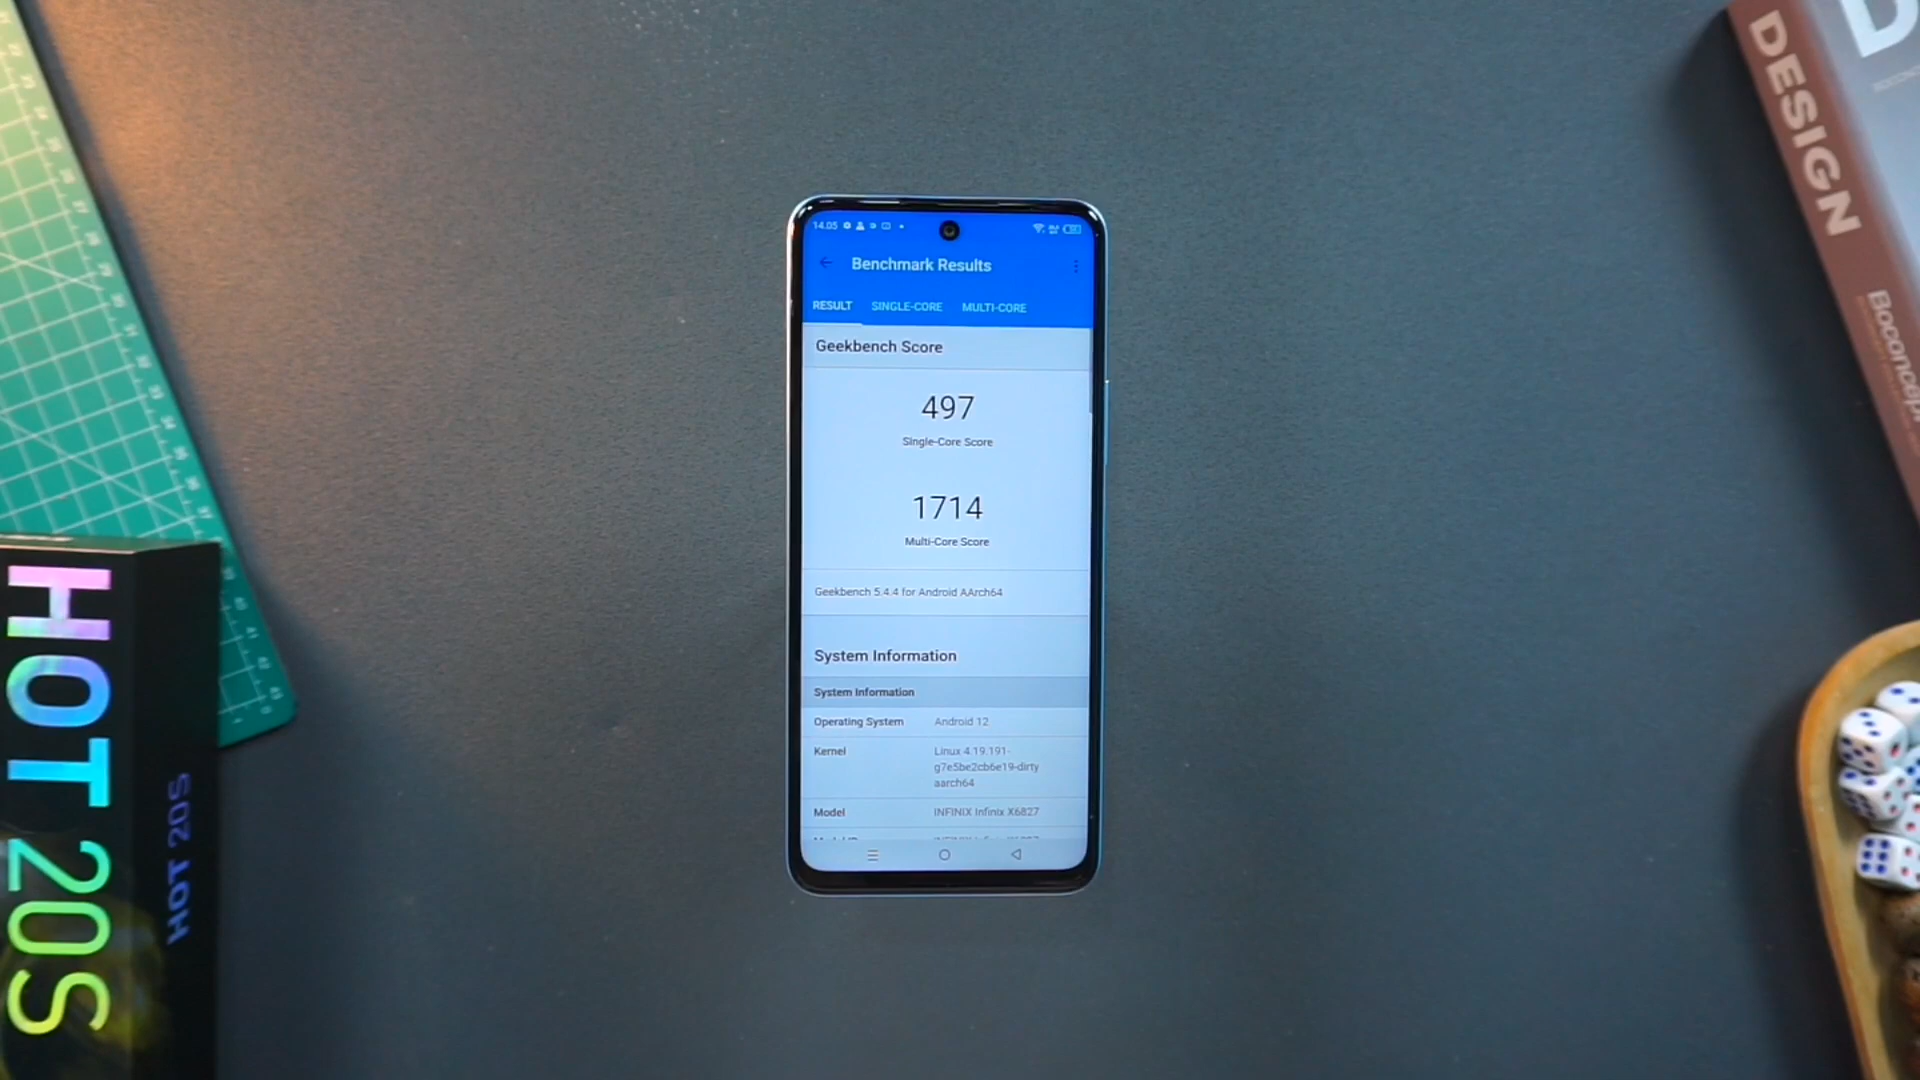 14.05
Benchmark Results
RESULT SINGLE-CORE MULTI-CORE
Geekbench Score
497
Single-Core Score
1714
Multi-Core Score
Geekbench 5.4.4 for Android AArch64
System Information
System Information
Operating System Android 12
Kernel Linux 4.19.191-
g7e5be2cb6e19-dirty
aarch64
Model INFINIX Infinix X6827
HOT 20S
HOT 20S
DESIGN
Boconcept
D